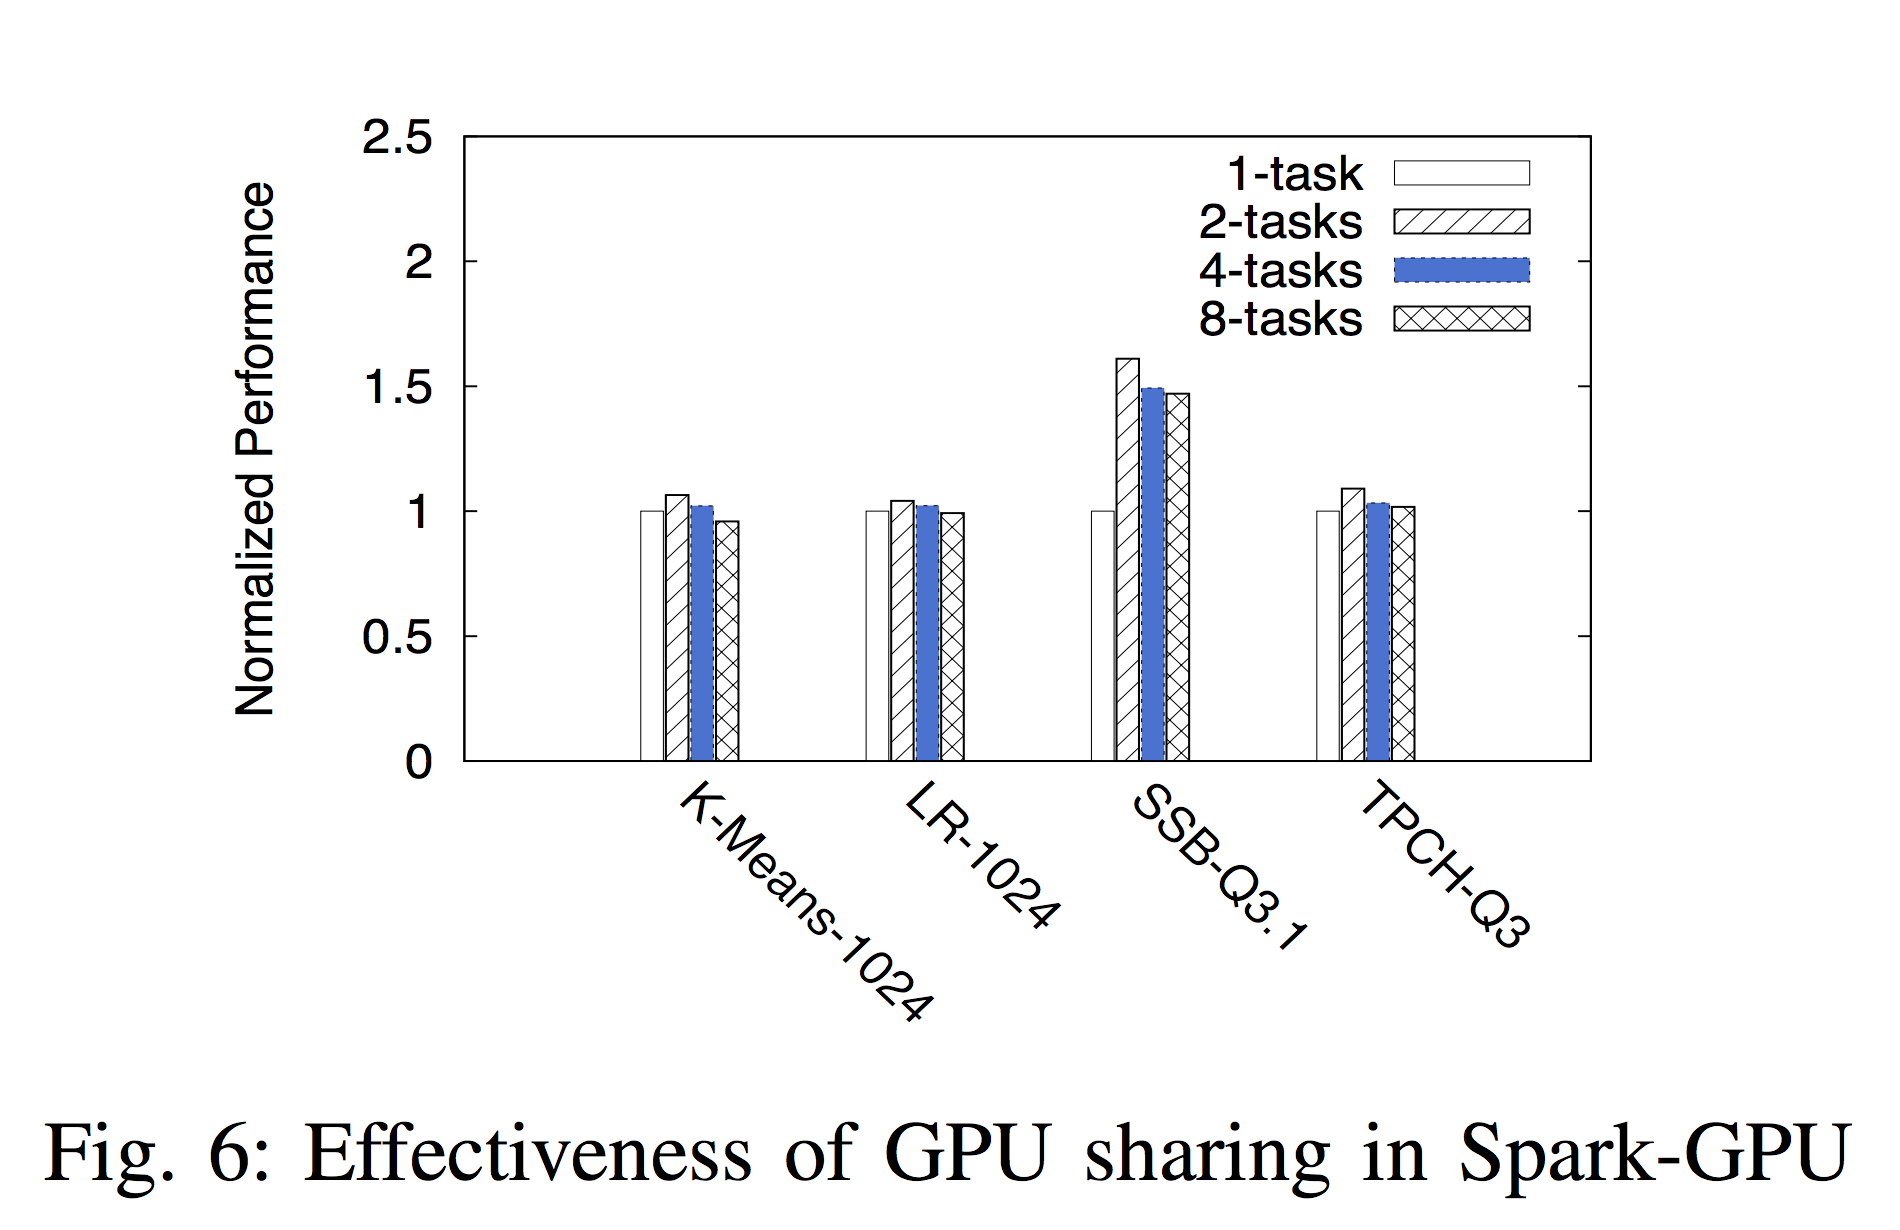 2.5
2
1.5
1
0.5
0
Normalized Performance
1-task
2-tasks
4-tasks
8-tasks
K-Means-1024
LR-1024
SSB-Q3.1
TPCH-Q3
Fig. 6: Effectiveness of GPU sharing in Spark-GPU